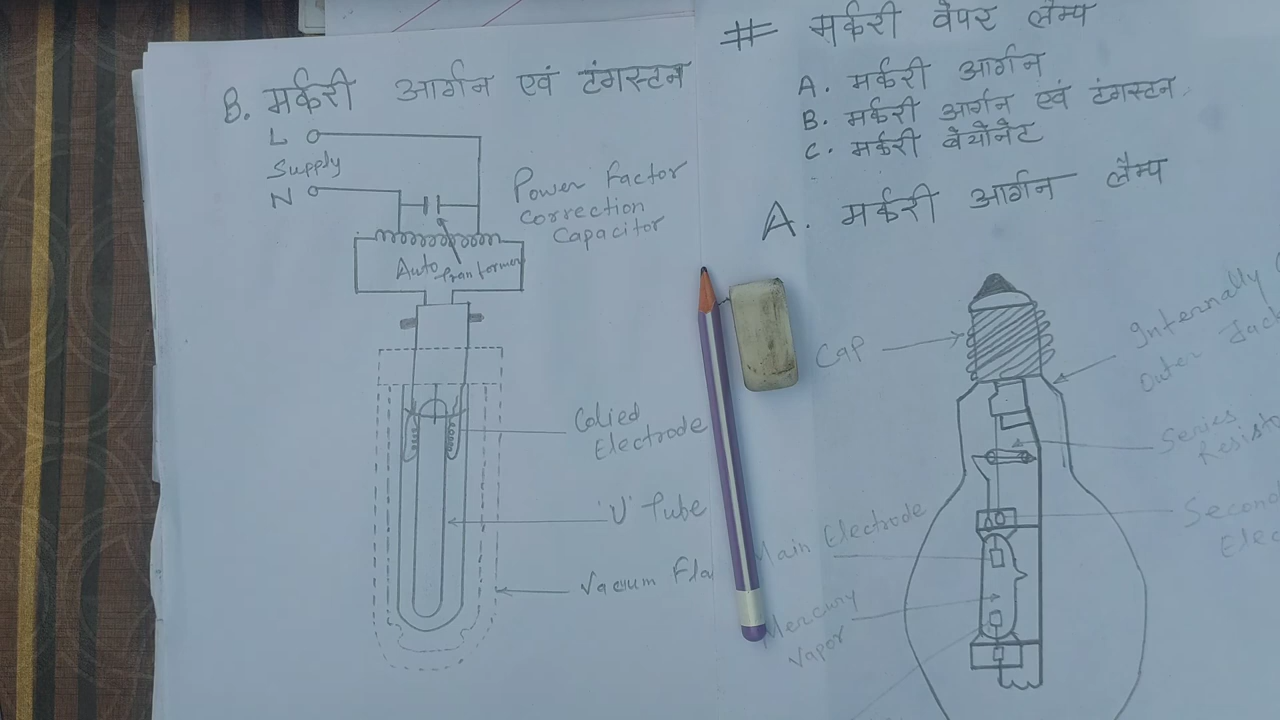 B. मर्करी आर्गन एवं टंगस्टन
L
Supply
N
Power Factor
Correction
Capacitor
Auto
Colied
Electrode
'U' Tube
Vacuum Fla
# मर्करी वेपर लैम्प
A. मर्करी आर्गन
B. मर्करी आर्गन एवं टंगस्टन
C. मर्करी बेयोनेट
A. मर्करी आर्गन लैम्प
Cap
Internally
Outer Jack
Series
Resisto
Second
Elec
Main Electrode
Mercury
Vapor